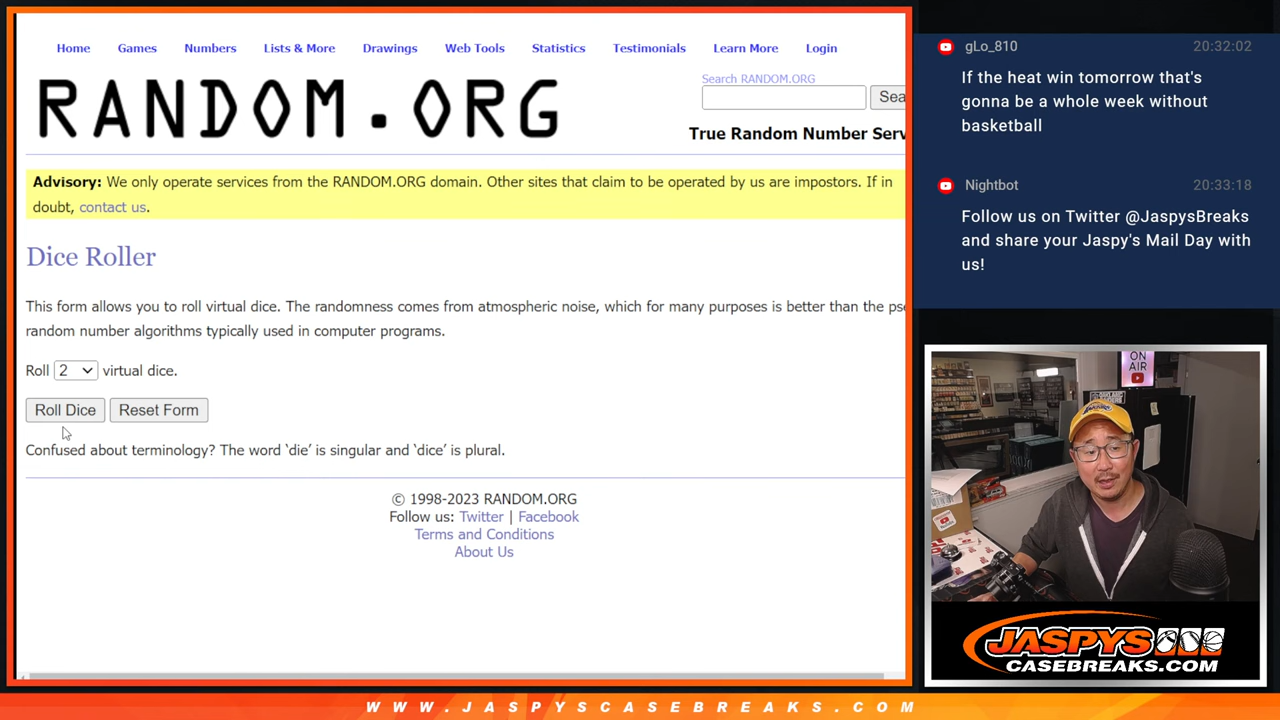 Home Games Numbers Lists & More Drawings Web Tools Statistics Testimonials Learn More Login
RANDOM.ORG
Search RANDOM.ORG
Sea
True Random Number Serv
Advisory: We only operate services from the RANDOM.ORG domain. Other sites that claim to be operated by us are impostors. If in
doubt, contact us.
Dice Roller
This form allows you to roll virtual dice. The randomness comes from atmospheric noise, which for many purposes is better than the pse
random number algorithms typically used in computer programs.
Roll 2 virtual dice.
Roll Dice Reset Form
Confused about terminology? The word ‘die’ is singular and ‘dice’ is plural.
© 1998-2023 RANDOM.ORG
Follow us: Twitter | Facebook
Terms and Conditions
About Us
gLo_810 20:32:02
If the heat win tomorrow that's
gonna be a whole week without
basketball
Nightbot 20:33:18
Follow us on Twitter @JaspysBreaks
and share your Jaspy's Mail Day with
us!
ON
AIR
JASPYS
CASEBREAKS.COM
WWW.JASPYSCASEBREAKS.COM